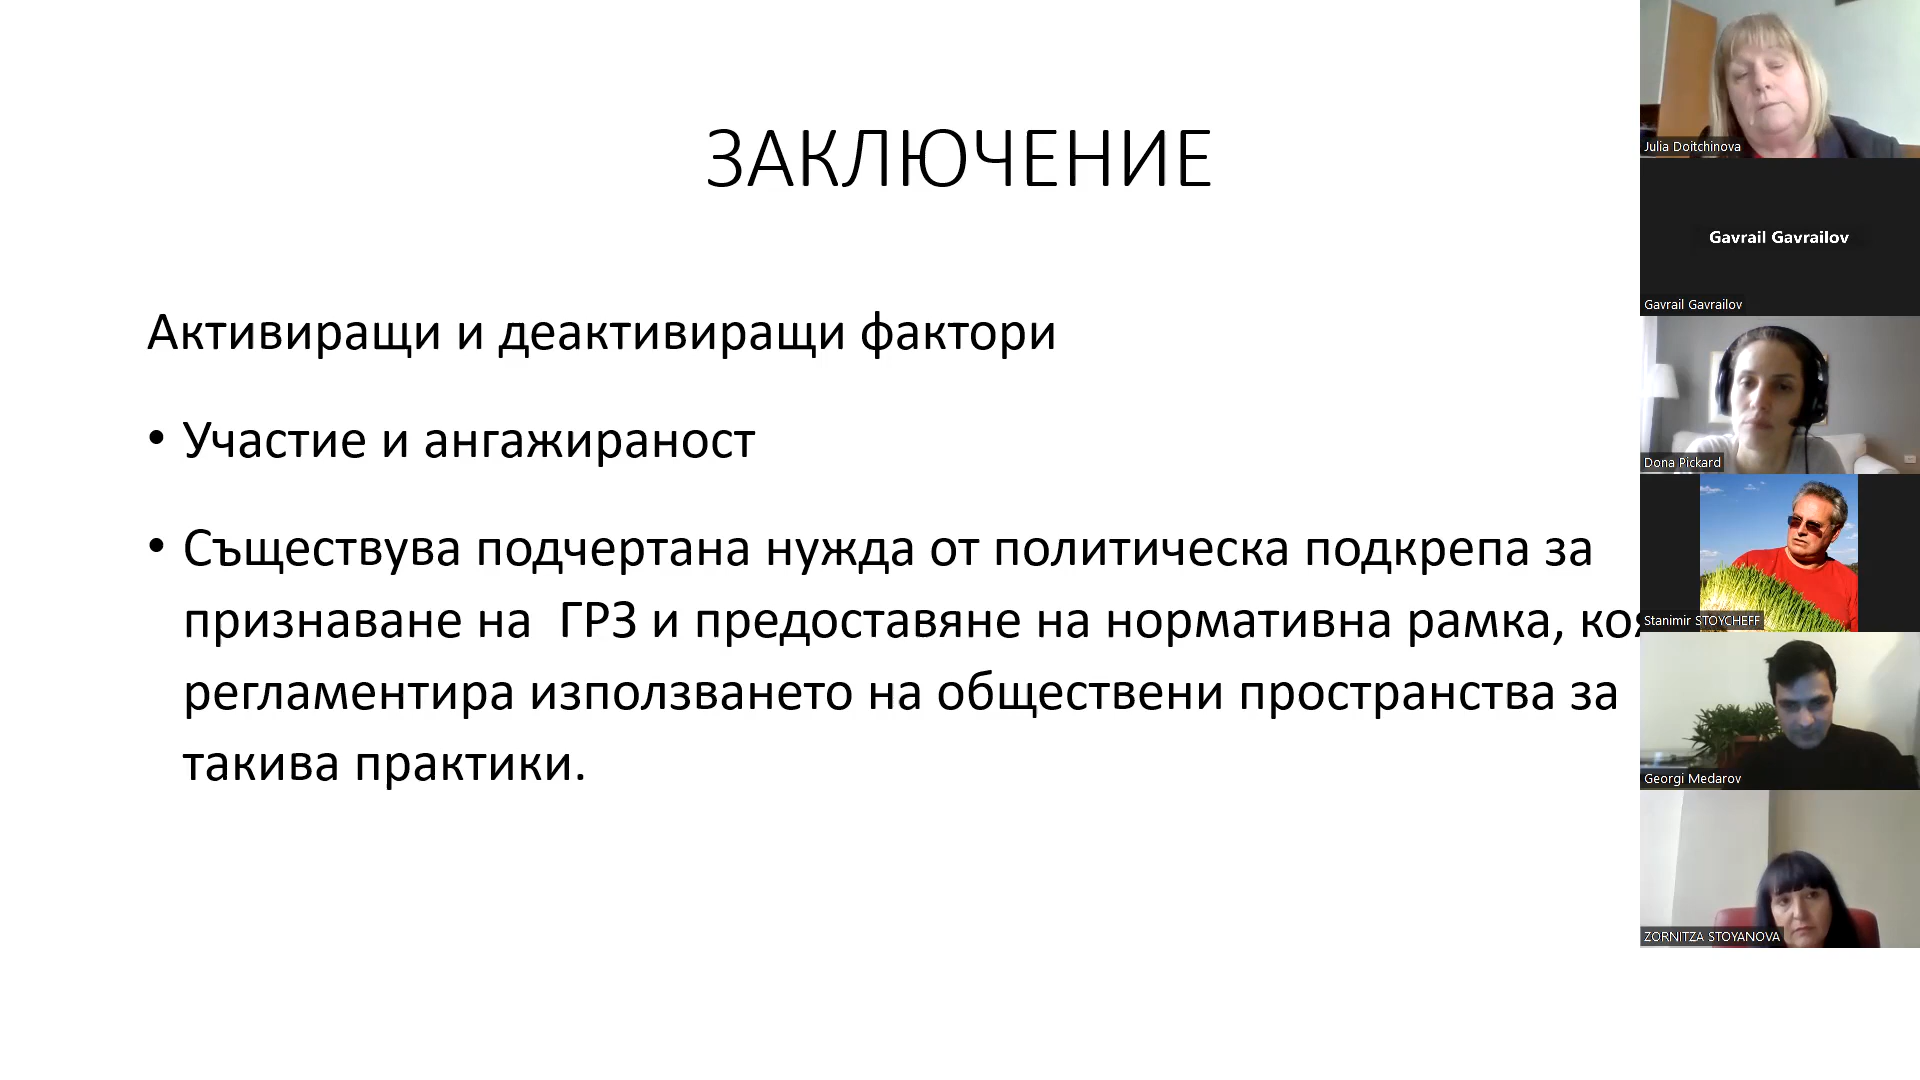 ЗАКЛЮЧЕНИЕ
Активиращи и деактивиращи фактори
• Участие и ангажираност
• Съществува подчертана нужда от политическа подкрепа за
признаване на ГРЗ и предоставяне на нормативна рамка,
регламентира използването на обществени пространства за
такива практики.
Julia Doitchinova
Gavrail Gavrailov
Gavrail Gavrailov
Dona Pickard
Stanimir STOYCHEFF
Georgi Medarov
ZORNITZA STOYANOVA